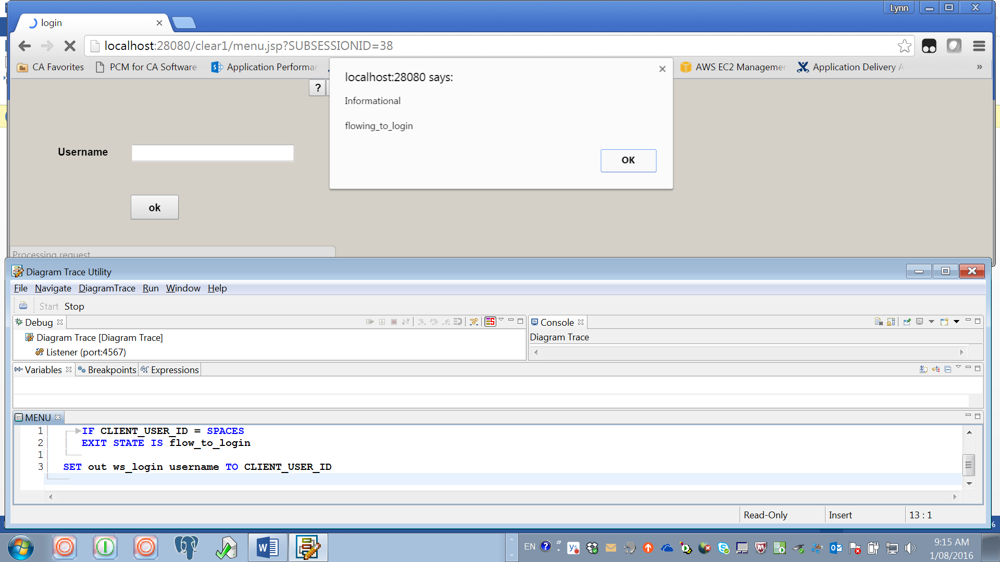 Lynn
login
localhost:28080/clear1/menu.jsp?SUBSESSIONID=38
CA Favorites
PCM for CA Software
Application Performar
AWS EC2 Managemer
Application Delivery A
»
localhost:28080 says:
Informational
flowing_to_login
OK
?
Username
ok
Processing request
Diagram Trace Utility
File Navigate DiagramTrace Run Window Help
Start Stop
Debug
Diagram Trace [Diagram Trace]
Listener (port:4567)
Console
Diagram Trace
Variables
Breakpoints
Expressions
MENU
1 IF CLIENT_USER_ID = SPACES
2 EXIT STATE IS flow_to_login
1
3 SET out ws_login username TO CLIENT_USER_ID
Read-Only
Insert
13 : 1
%
EN
9:15 AM
1/08/2016